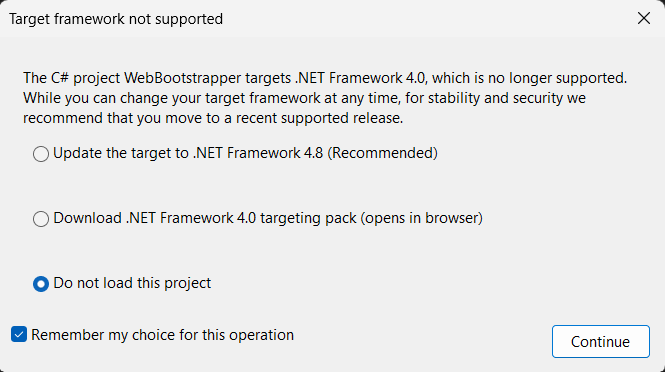 Target framework not supported
The C# project WebBootstrapper targets .NET Framework 4.0, which is no longer supported.
While you can change your target framework at any time, for stability and security we
recommend that you move to a recent supported release.
Update the target to .NET Framework 4.8 (Recommended)
Download .NET Framework 4.0 targeting pack (opens in browser)
Do not load this project
Remember my choice for this operation
Continue